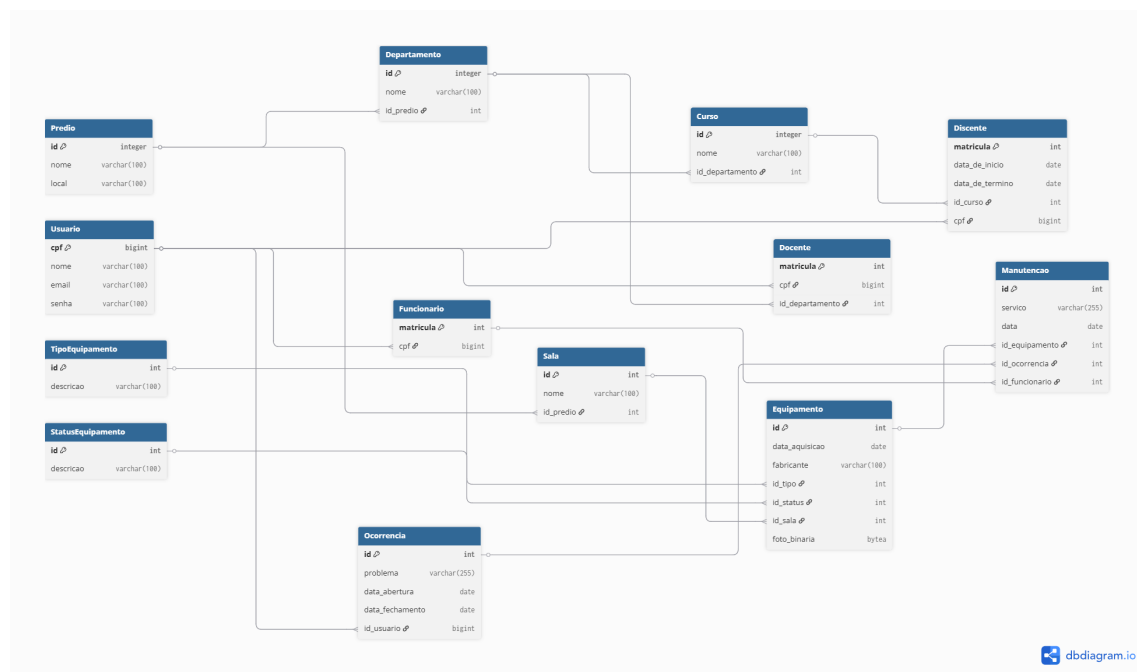 Departamento
id integer
nome varchar(100)
id_predio int
Predio
id integer
nome varchar(100)
local varchar(100)
Curso
id integer
nome varchar(100)
id_departamento int
Discente
matricula int
data_de_inicio date
data_de_termino date
id_curso int
cpf bigint
Usuario
cpf bigint
nome varchar(100)
email varchar(100)
senha varchar(100)
Docente
matricula int
cpf bigint
id_departamento int
Manutencao
id int
servico varchar(255)
data date
id_equipamento int
id_ocorrencia int
id_funcionario int
Funcionario
matricula int
cpf bigint
TipoEquipamento
id int
descricao varchar(100)
Sala
id int
nome varchar(100)
id_predio int
StatusEquipamento
id int
descricao varchar(100)
Equipamento
id int
data_aquisicao date
fabricante varchar(100)
id_tipo int
id_status int
id_sala int
foto_binaria bytea
Ocorrencia
id int
problema varchar(255)
data_abertura date
data_fechamento date
id_usuario bigint
dbdiagram.io